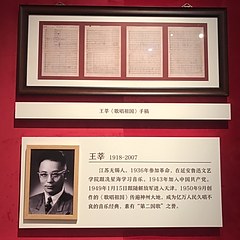 王莘《歌唱祖国》手稿
王莘 1918-2007
江苏无锡人，1936年参加革命，在延安鲁迅艺
学院跟冼星海学习音乐，1943年加入中国共产党，
1949年1月15日跟随解放军进入天津。1950年9月创
作的《歌唱祖国》传遍神州大地，成为亿万人民久唱不
衰的音乐经典，素有“第二国歌”之誉。